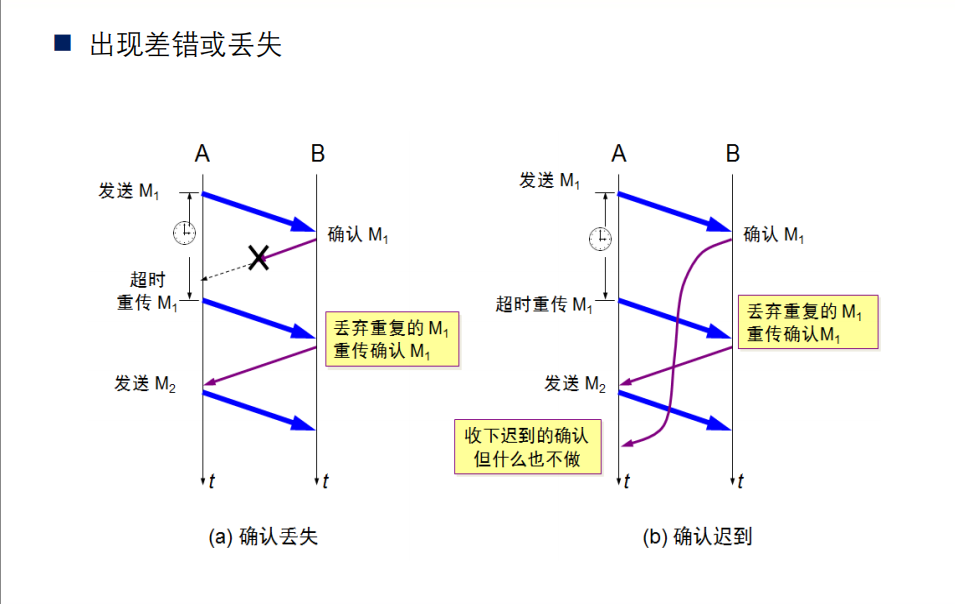 出现差错或丢失
A
B
发送 M1
确认 M1
超时
重传 M1
丢弃重复的 M1
重传确认 M1
发送 M2
t
t
(a) 确认丢失
A
B
发送 M1
确认 M1
超时重传 M1
丢弃重复的 M1
重传确认M1
发送 M2
收下迟到的确认
但什么也不做
t
t
(b) 确认迟到